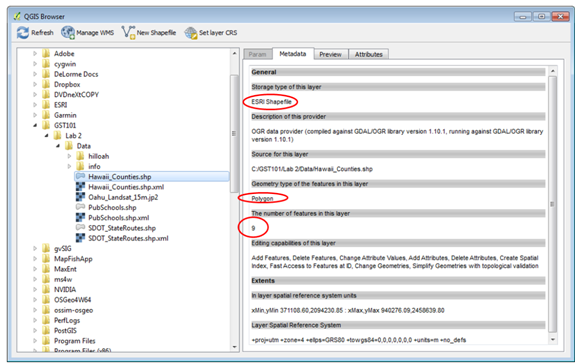 QGIS Browser
Refresh Manage WMS New Shapefile Set layer CRS
Adobe
cygwin
DeLorme Docs
Dropbox
DVDneXtCOPY
ESRI
Garmin
GST101
Lab 2
Data
hilloah
info
Hawaii_Counties.shp
Hawaii_Counties.shp.xml
Oahu_Landsat_15m.jp2
PubSchools.shp
PubSchools.shp.xml
SDOT_StateRoutes.shp
SDOT_StateRoutes.shp.xml
gvSIG
MapFishApp
MaxEnt
ms4w
NVIDIA
OSGeo4W64
ossim-osgeo
PerfLogs
PostGIS
Program Files
Program Files (x86)
Param Metadata Preview Attributes
General
Storage type of this layer
ESRI Shapefile
Description of this provider
OGR data provider (compiled against GDAL/OGR library version 1.10.1, running against GDAL/OGR library
version 1.10.1)
Source for this layer
C:/GST101/Lab 2/Data/Hawaii_Counties.shp
Geometry type of the features in this layer
Polygon
The number of features in this layer
9
Editing capabilities of this layer
Add Features, Delete Features, Change Attribute Values, Add Attributes, Delete Attributes, Create Spatial
Index, Fast Access to Features at ID, Change Geometries, Simplify Geometries with topological validation
Extents
In layer spatial reference system units
xMin,yMin 371108.60,2094230.85 : xMax,yMax 940276.09,2458639.80
Layer Spatial Reference System
+proj=utm +zone=4 +ellps=GRS80 +towgs84=0,0,0,0,0,0,0 +units=m +no_defs